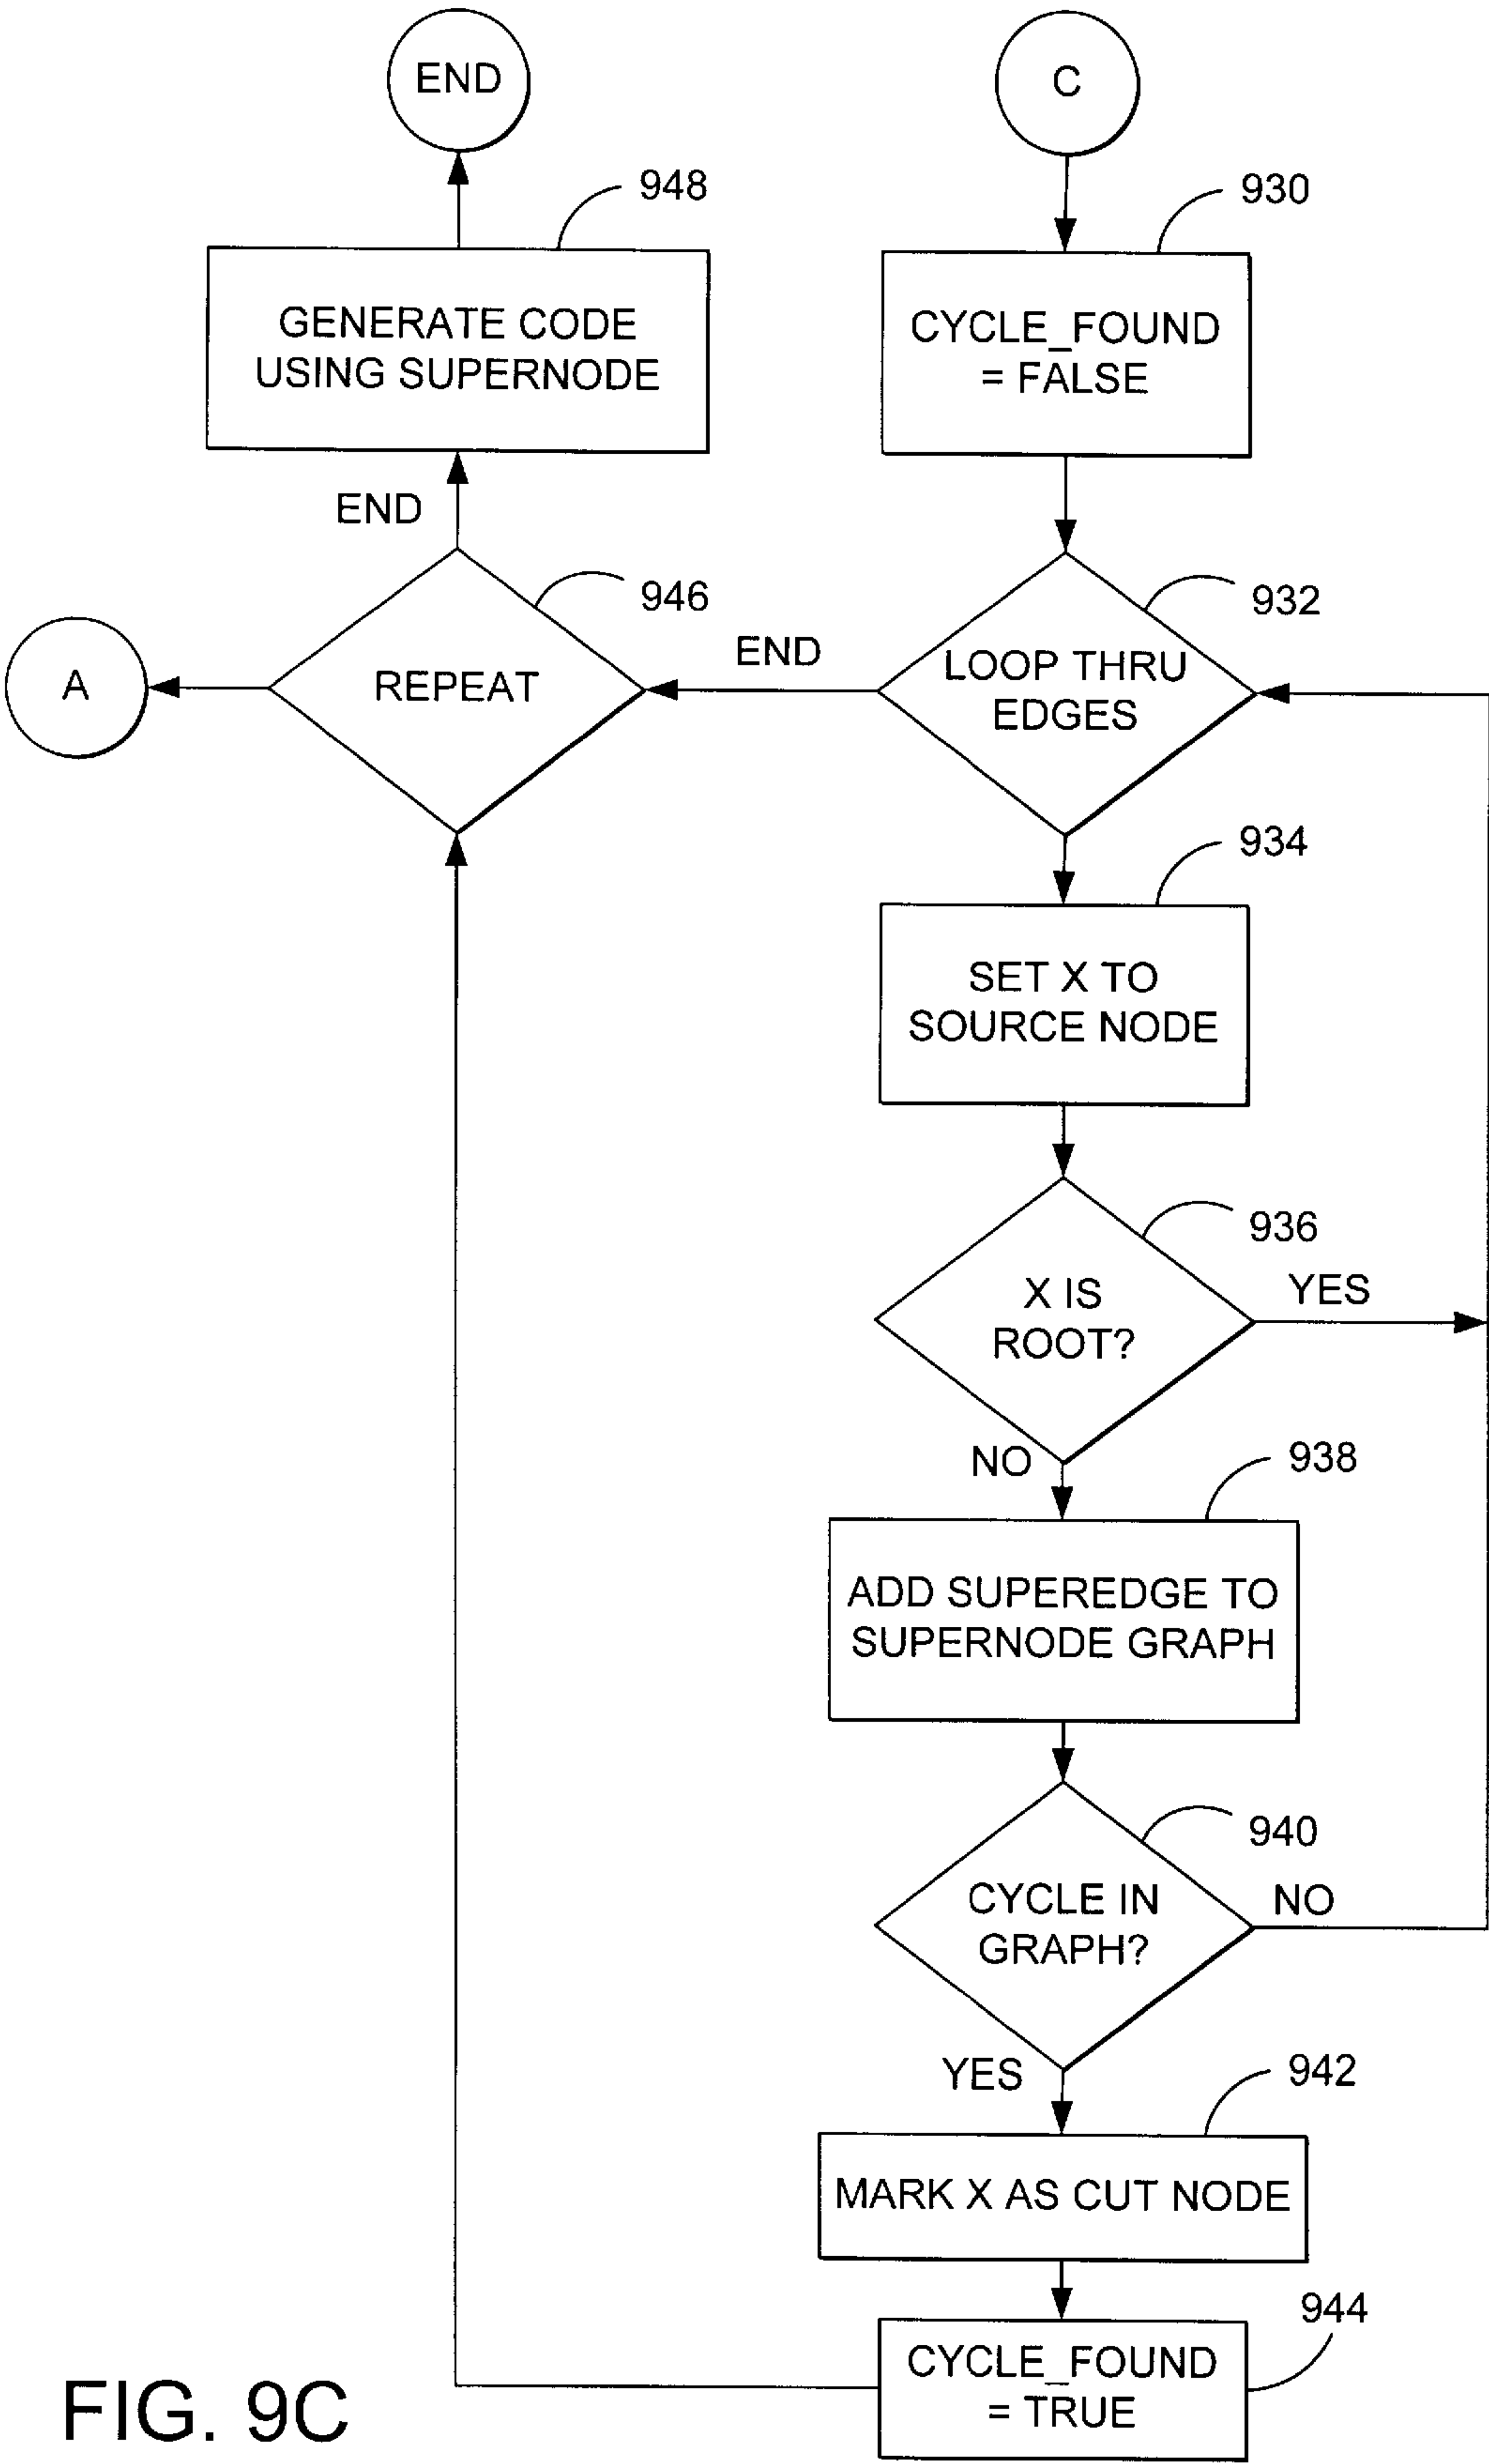 END
C
948
930
GENERATE CODE
USING SUPERNODE
CYCLE_FOUND
= FALSE
END
946
932
A
REPEAT
END
LOOP THRU
EDGES
934
SET X TO
SOURCE NODE
936
X IS
ROOT?
YES
NO
938
ADD SUPEREDGE TO
SUPERNODE GRAPH
940
CYCLE IN
GRAPH?
NO
YES
942
MARK X AS CUT NODE
944
CYCLE_FOUND
= TRUE
FIG. 9C